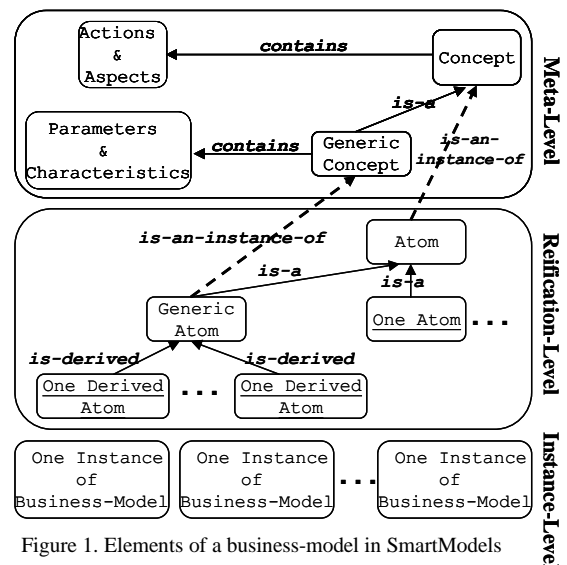 Actions
&
Aspects
contains
Concept
is-a
Parameters
&
Characteristics
contains
Generic
Concept
is-an-
instance-of
Meta-Level
is-an-instance-of
Atom
is-a
is-a
Generic
Atom
One Atom
...
is-derived
is-derived
One Derived
Atom
...
One Derived
Atom
Reification-Level
One Instance
of
Business-Model
One Instance
of
Business-Model
...
One Instance
of
Business-Model
Instance-Level
Figure 1. Elements of a business-model in SmartModels